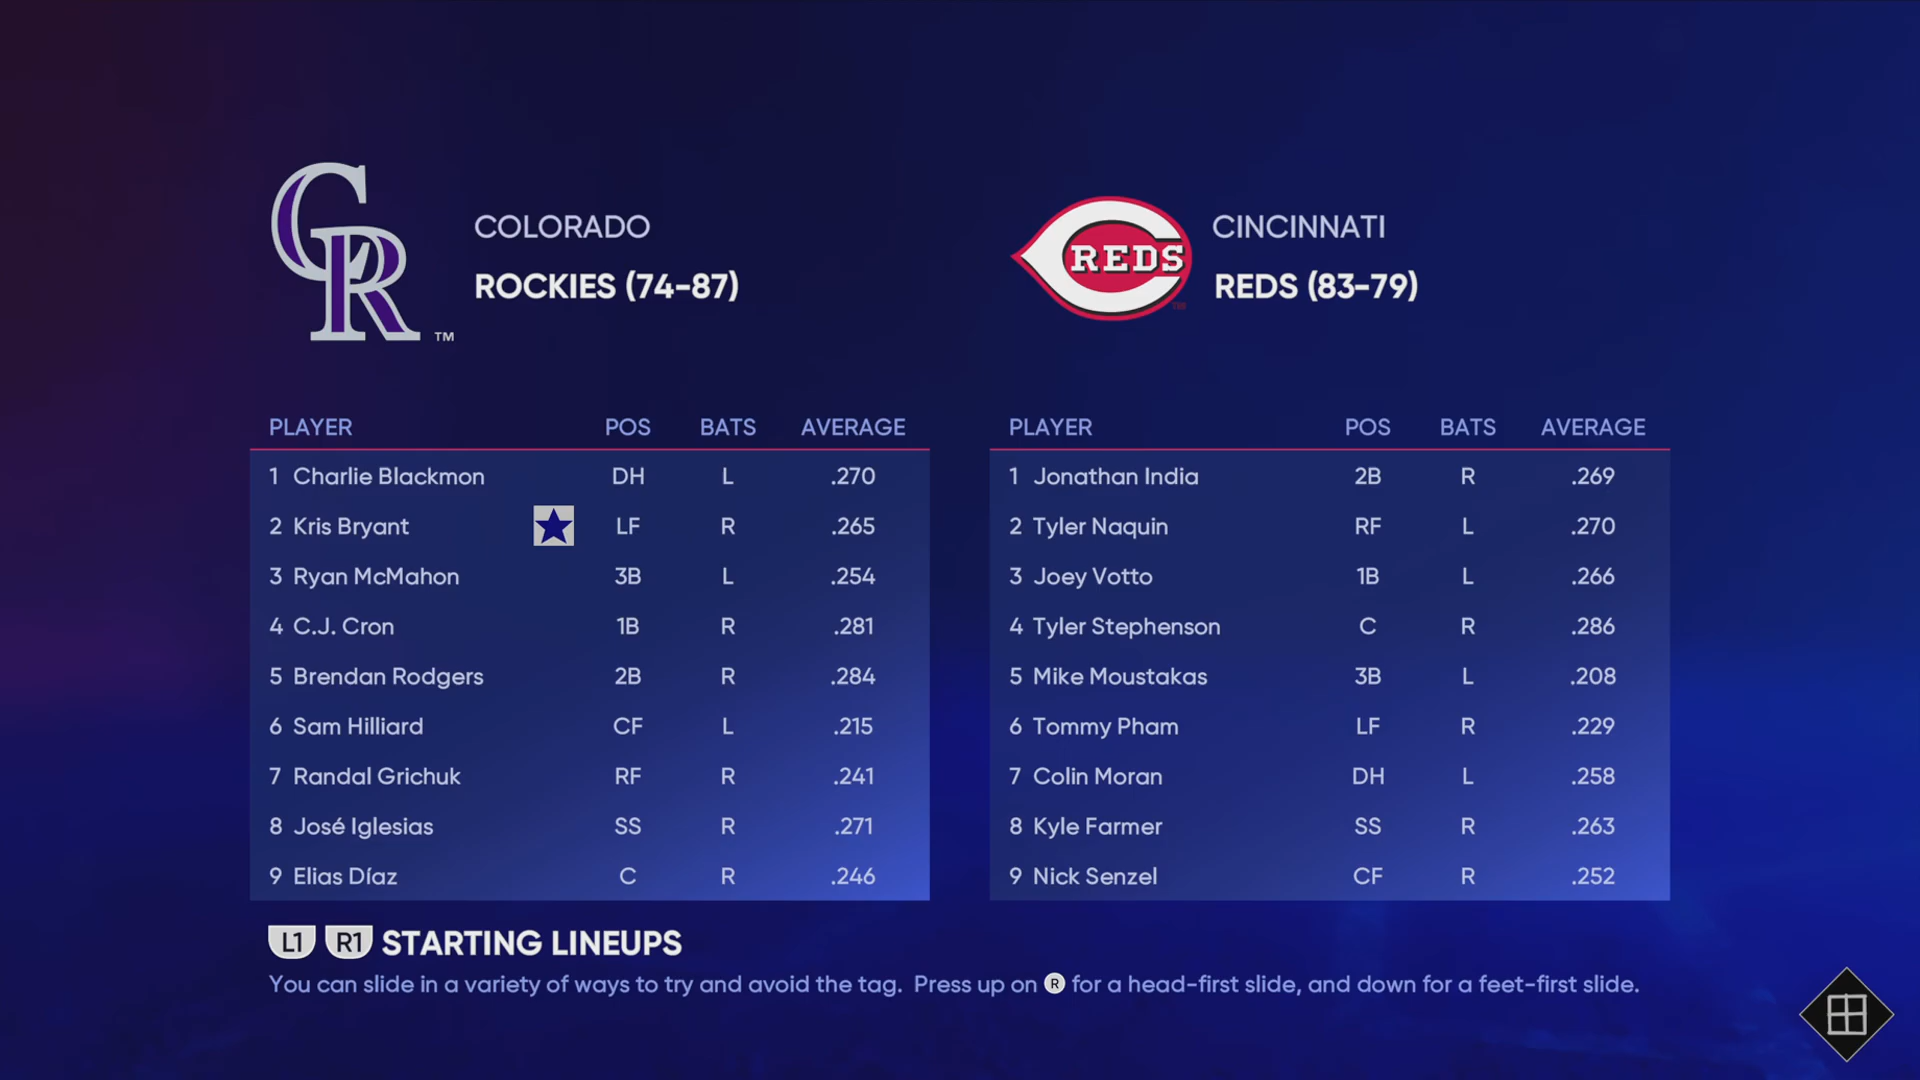 COLORADO
ROCKIES (74-87)
CR ™
REDS ™
CINCINNATI
REDS (83-79)
PLAYER POS BATS AVERAGE
1 Charlie Blackmon DH L .270
2 Kris Bryant LF R .265
3 Ryan McMahon 3B L .254
4 C.J. Cron 1B R .281
5 Brendan Rodgers 2B R .284
6 Sam Hilliard CF L .215
7 Randal Grichuk RF R .241
8 José Iglesias SS R .271
9 Elias Díaz C R .246
PLAYER POS BATS AVERAGE
1 Jonathan India 2B R .269
2 Tyler Naquin RF L .270
3 Joey Votto 1B L .266
4 Tyler Stephenson C R .286
5 Mike Moustakas 3B L .208
6 Tommy Pham LF R .229
7 Colin Moran DH L .258
8 Kyle Farmer SS R .263
9 Nick Senzel CF R .252
L1 R1 STARTING LINEUPS
You can slide in a variety of ways to try and avoid the tag. Press up on R for a head-first slide, and down for a feet-first slide.